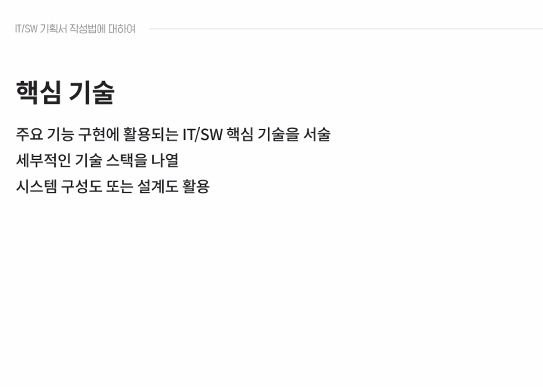 IT/SW 기획서 작성법에 대하여
핵심 기술
주요 기능 구현에 활용되는 IT/SW 핵심 기술을 서술
세부적인 기술 스택을 나열
시스템 구성도 또는 설계도 활용